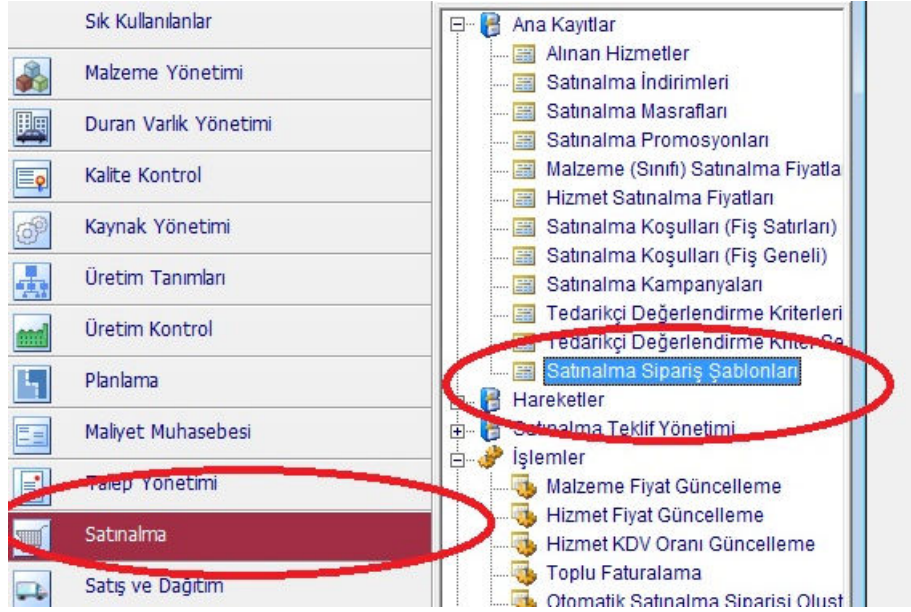 Sık Kullanılanlar
Malzeme Yönetimi
Duran Varlık Yönetimi
Kalite Kontrol
Kaynak Yönetimi
Üretim Tanımları
Üretim Kontrol
Planlama
Maliyet Muhasebesi
Talep Yönetimi
Satınalma
Satış ve Dağıtım
Ana Kayıtlar
Alınan Hizmetler
Satınalma İndirimleri
Satınalma Masrafları
Satınalma Promosyonları
Malzeme (Sınıfı) Satınalma Fiyatla
Hizmet Satınalma Fiyatları
Satınalma Koşulları (Fiş Satırları)
Satınalma Koşulları (Fiş Geneli)
Satınalma Kampanyaları
Tedarikçi Değerlendirme Kriterleri
Tedarikçi Değerlendirme Kriter Se
Satınalma Sipariş Şablonları
Hareketler
Satınalma Teklif Yönetimi
İşlemler
Malzeme Fiyat Güncelleme
Hizmet Fiyat Güncelleme
Hizmet KDV Oranı Güncelleme
Toplu Faturalama
Otomatik Satınalma Siparişi Oluşt